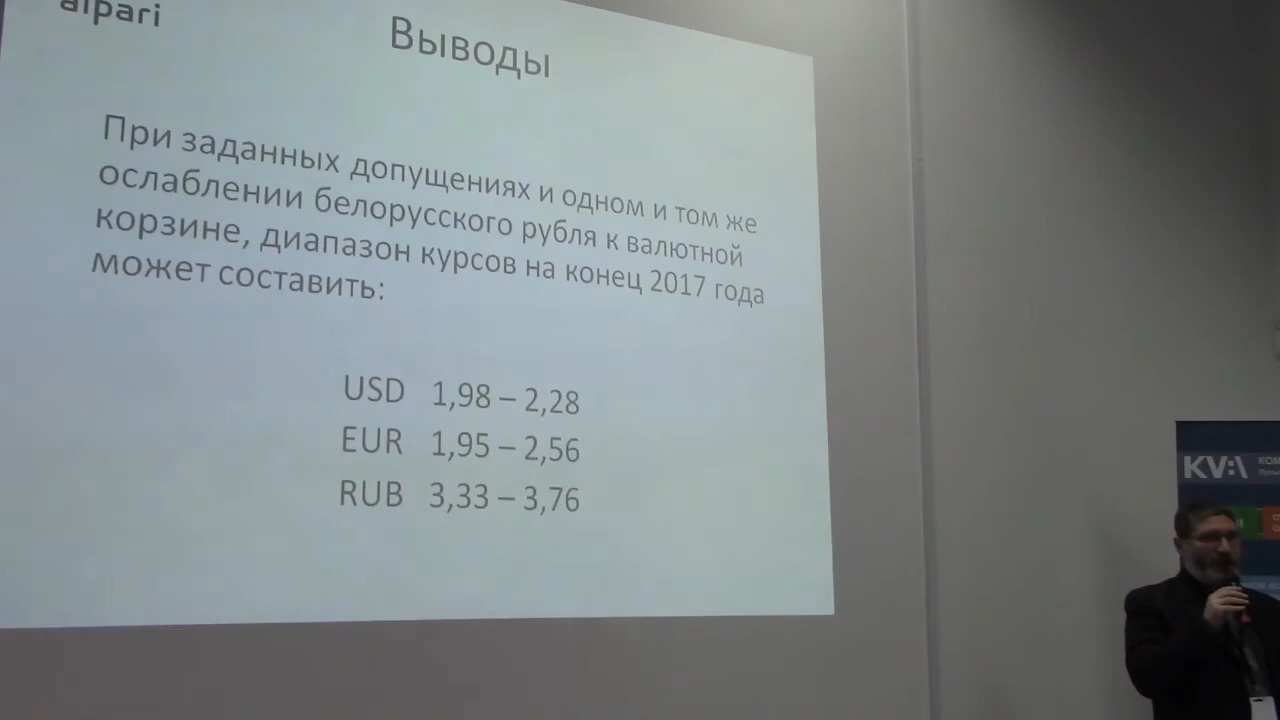 alpari
Выводы
При заданных допущениях и одном и том же
ослаблении белорусского рубля к валютной
корзине, диапазон курсов на конец 2017 года
может составить:
USD 1,98 – 2,28
EUR 1,95 – 2,56
RUB 3,33 – 3,76
KV:\